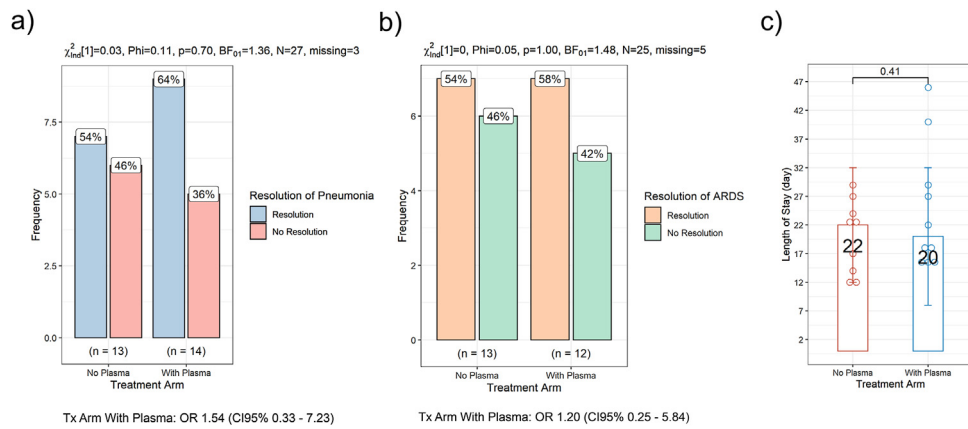 a)
χ²Ind[1]=0.03, Phi=0.11, p=0.70, BF01=1.36, N=27, missing=3
64%
54%
46%
36%
7.5
5.0
2.5
0.0
Frequency
(n = 13)
(n = 14)
No Plasma
With Plasma
Treatment Arm
Resolution of Pneumonia
Resolution
No Resolution
Tx Arm With Plasma: OR 1.54 (CI95% 0.33 - 7.23)
b)
χ²Ind[1]=0, Phi=0.05, p=1.00, BF01=1.48, N=25, missing=5
54%
58%
46%
42%
6
4
2
0
Frequency
(n = 13)
(n = 12)
No Plasma
With Plasma
Treatment Arm
Resolution of ARDS
Resolution
No Resolution
Tx Arm With Plasma: OR 1.20 (CI95% 0.25 - 5.84)
c)
0.41
47
42
37
32
27
22
17
12
7
2
Length of Stay (day)
22
20
No Plasma
With Plasma
Treatment Arm